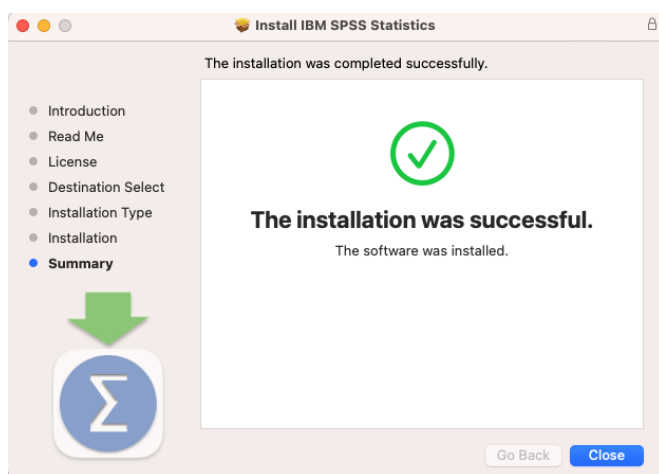 Install IBM SPSS Statistics
The installation was completed successfully.
Introduction
Read Me
License
Destination Select
Installation Type
Installation
Summary
The installation was successful.
The software was installed.
Σ
Go Back
Close